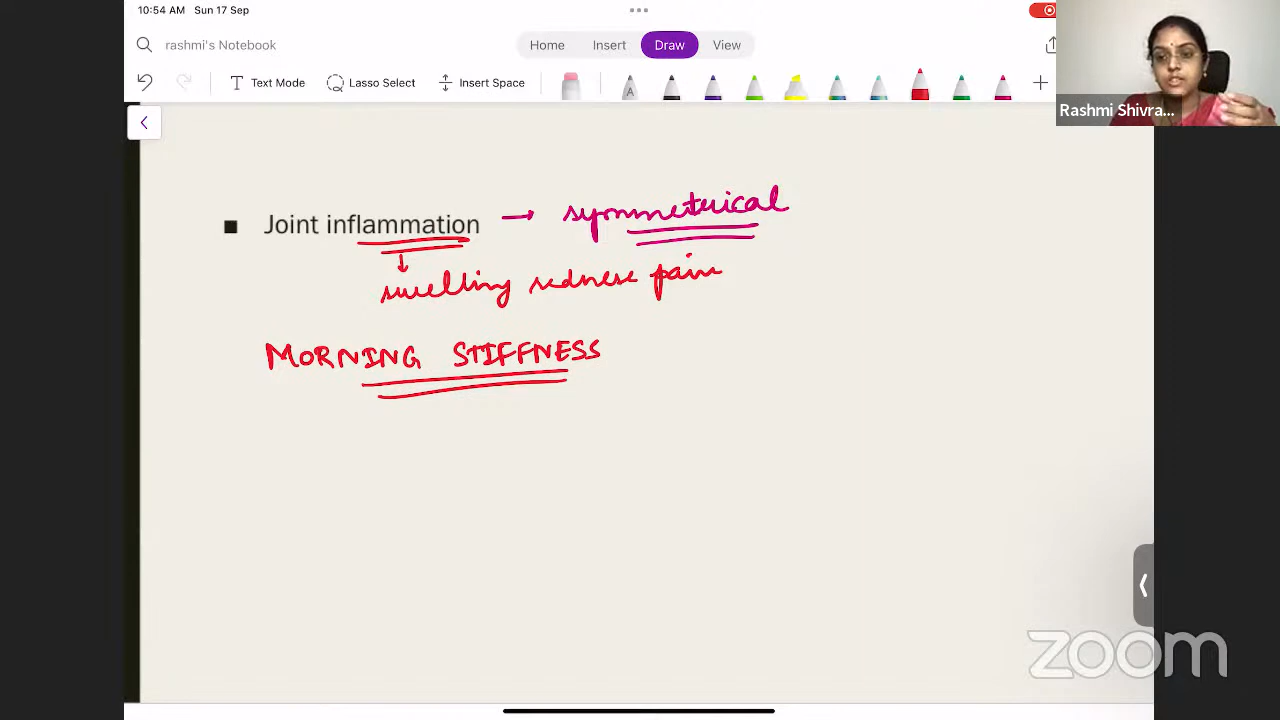 10:54 AM Sun 17 Sep
rashmi's Notebook
Home Insert Draw View
Text Mode Lasso Select Insert Space
A
Rashmi Shivra...
■ Joint inflammation → symmetrical
↓
swelling redness pain
MORNING STIFFNESS
zoom